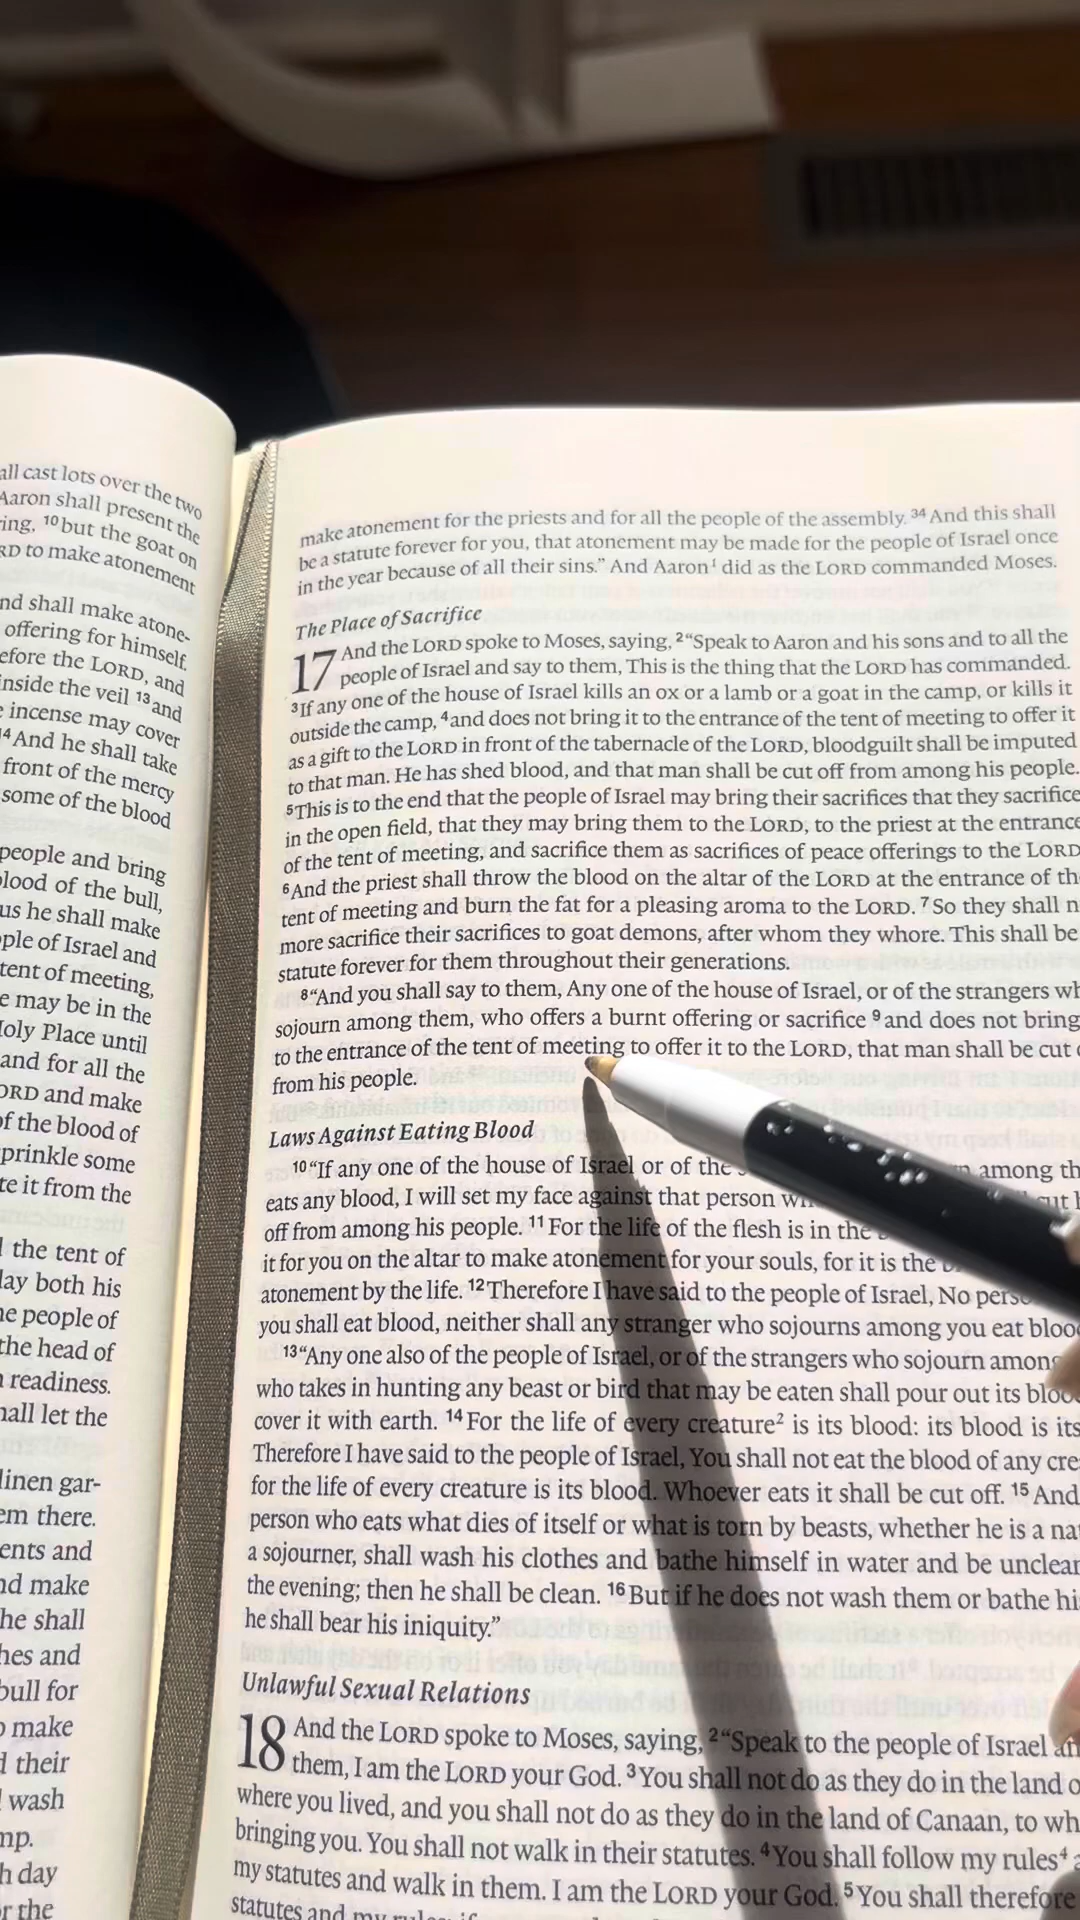 all cast lots over the two
Aaron shall present the
ring, 10 but the goat on
RD to make atonement
nd shall make atone-
offering for himself.
efore the LORD, and
inside the veil 13 and
incense may cover
14 And he shall take
front of the mercy
some of the blood
people and bring
lood of the bull,
us he shall make
ople of Israel and
tent of meeting,
e may be in the
Holy Place until
and for all the
ORD and make
of the blood of
prinkle some
te it from the
the tent of
lay both his
he people of
the head of
readiness.
hall let the
linen gar-
em there.
ents and
nd make
he shall
hes and
bull for
make
their
wash
mp.
h day
or the
make atonement for the priests and for all the people of the assembly. 34 And this shall
be a statute forever for you, that atonement may be made for the people of Israel once
in the year because of all their sins.” And Aaron1 did as the LORD commanded Moses.
The Place of Sacrifice
17 And the LORD spoke to Moses, saying, 2 “Speak to Aaron and his sons and to all the
people of Israel and say to them, This is the thing that the LORD has commanded.
3 If any one of the house of Israel kills an ox or a lamb or a goat in the camp, or kills it
outside the camp, 4 and does not bring it to the entrance of the tent of meeting to offer it
as a gift to the LORD in front of the tabernacle of the LORD, bloodguilt shall be imputed
to that man. He has shed blood, and that man shall be cut off from among his people.
5 This is to the end that the people of Israel may bring their sacrifices that they sacrifice
in the open field, that they may bring them to the LORD, to the priest at the entrance
of the tent of meeting, and sacrifice them as sacrifices of peace offerings to the LORD
6 And the priest shall throw the blood on the altar of the LORD at the entrance of th
tent of meeting and burn the fat for a pleasing aroma to the LORD. 7 So they shall n
more sacrifice their sacrifices to goat demons, after whom they whore. This shall be
statute forever for them throughout their generations.
8 “And you shall say to them, Any one of the house of Israel, or of the strangers wh
sojourn among them, who offers a burnt offering or sacrifice 9 and does not bring
to the entrance of the tent of meeting to offer it to the LORD, that man shall be cut
from his people.
Laws Against Eating Blood
10 “If any one of the house of Israel or of the among th
eats any blood, I will set my face against that person cut
off from among his people. 11 For the life of the flesh is in the
it for you on the altar to make atonement for your souls, for it is the
atonement by the life. 12 Therefore I have said to the people of Israel, No perso
you shall eat blood, neither shall any stranger who sojourns among you eat bloo
13 “Any one also of the people of Israel, or of the strangers who sojourn among
who takes in hunting any beast or bird that may be eaten shall pour out its bloo
cover it with earth. 14 For the life of every creature2 is its blood: its blood is its
Therefore I have said to the people of Israel, You shall not eat the blood of any cre
for the life of every creature is its blood. Whoever eats it shall be cut off. 15 And
person who eats what dies of itself or what is torn by beasts, whether he is a na
a sojourner, shall wash his clothes and bathe himself in water and be unclean
the evening; then he shall be clean. 16 But if he does not wash them or bathe hi
he shall bear his iniquity.”
Unlawful Sexual Relations
18 And the LORD spoke to Moses, saying, 2 “Speak to the people of Israel an
them, I am the LORD your God. 3 You shall not do as they do in the land o
where you lived, and you shall not do as they do in the land of Canaan, to wh
bringing you. You shall not walk in their statutes. 4 You shall follow my rules4 a
my statutes and walk in them. I am the LORD your God. 5 You shall therefore
statutes and my rules; if